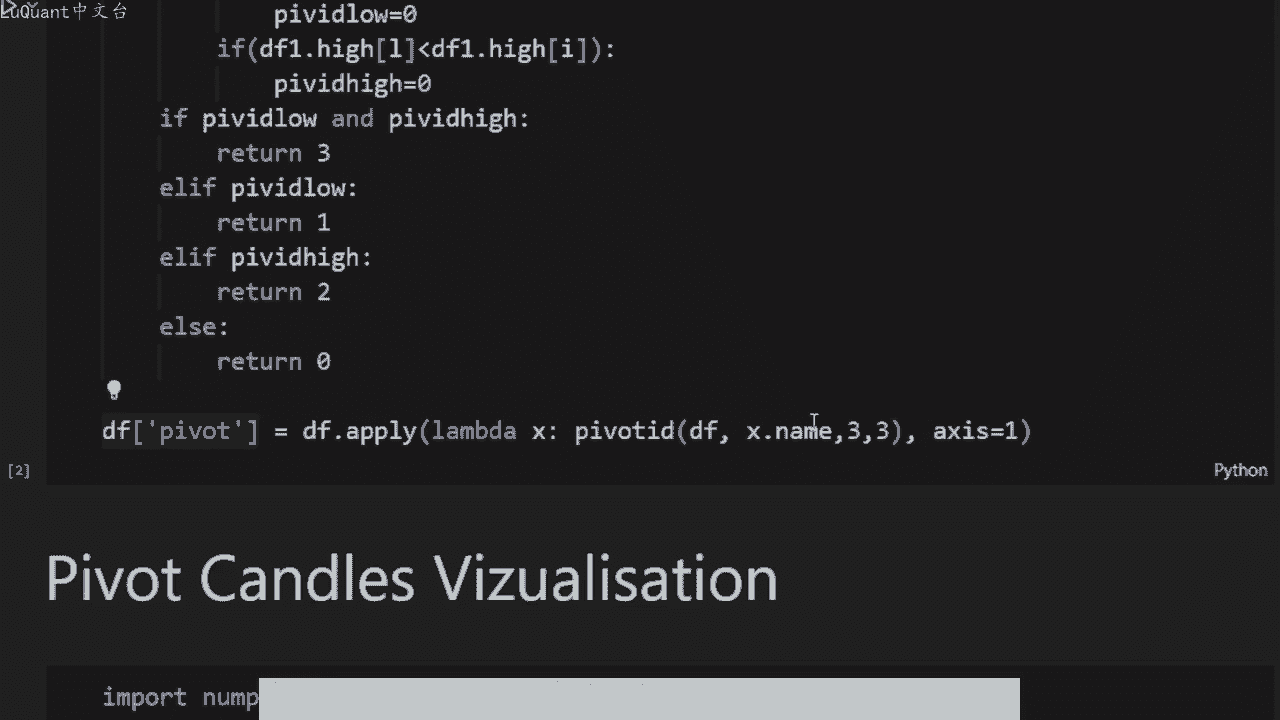 LuQuant中文台
pividlow=0
if(df1.high[l]<df1.high[i]):
pividhigh=0
if pividlow and pividhigh:
return 3
elif pividlow:
return 1
elif pividhigh:
return 2
else:
return 0
df['pivot'] = df.apply(lambda x: pivotid(df, x.name,3,3), axis=1)
[2]
Python
Pivot Candles Vizualisation
import nump